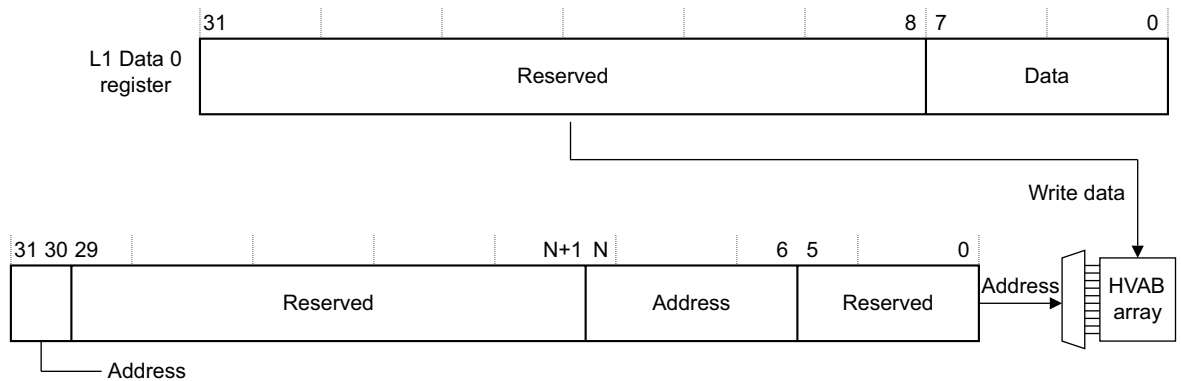 31 8 7 0
L1 Data 0
register
Reserved Data
Write data
31 30 29 N+1 N 6 5 0
Reserved Address Reserved
Address
HVAB
array
Address